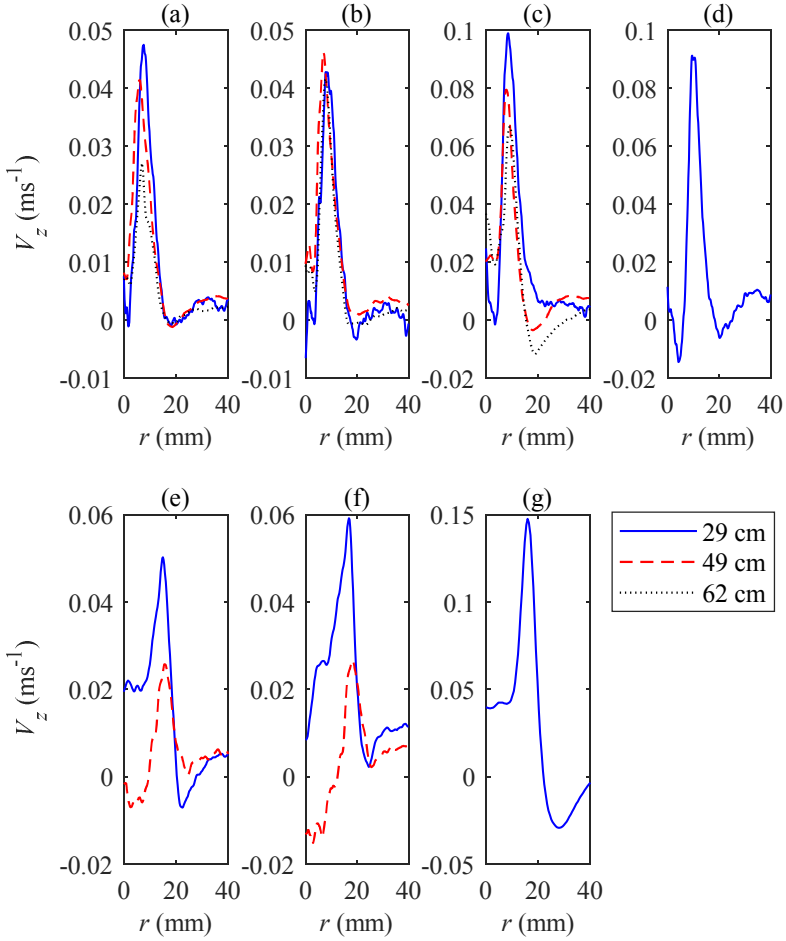 (a) (b) (c) (d)
0.05 0.05 0.1 0.1
0.04 0.04 0.08 0.08
0.03 0.03 0.06 0.06
V_z (ms⁻¹)
0.02 0.02 0.04 0.04
0.01 0.01 0.02 0.02
0 0 0 0
-0.01 -0.01 -0.02 -0.02
0 20 40 0 20 40 0 20 40 0 20 40
r (mm) r (mm) r (mm) r (mm)
(e) (f) (g)
0.06 0.06 0.15
29 cm
49 cm
62 cm
0.04 0.04 0.1
V_z (ms⁻¹)
0.02 0.02 0.05
0 0 0
-0.02 -0.02 -0.05
0 20 40 0 20 40 0 20 40
r (mm) r (mm) r (mm)